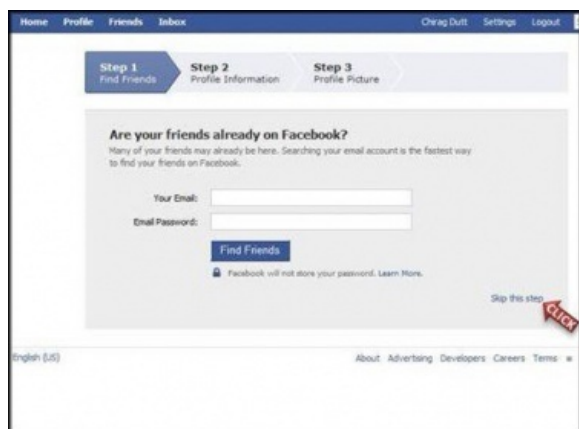 Home Profile Friends Inbox Chirag Dutt Settings Logout
Step 1 Step 2 Step 3
Find Friends Profile Information Profile Picture
Are your friends already on Facebook?
Many of your friends may already be here. Searching your email account is the fastest way
to find your friends on Facebook.
Your Email:
Email Password:
Find Friends
Facebook will not store your password. Learn More.
Skip this step
CLICK
English (US) About Advertising Developers Careers Terms